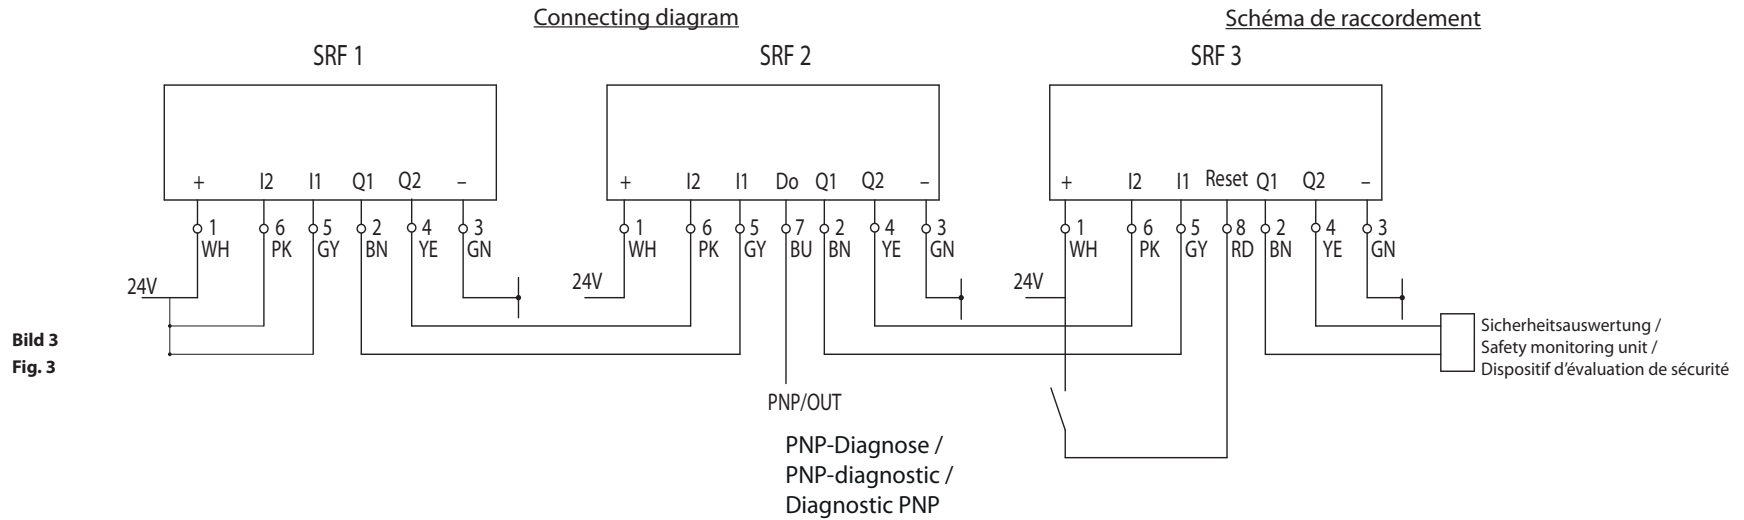 Connecting diagram
Schéma de raccordement
SRF 1
SRF 2
SRF 3
+ I2 I1 Q1 Q2 –
+ I2 I1 Do Q1 Q2 –
+ I2 I1 Reset Q1 Q2 –
1 6 5 2 4 3
WH PK GY BN YE GN
1 6 5 7 2 4 3
WH PK GY BU BN YE GN
1 6 5 8 2 4 3
WH PK GY RD BN YE GN
24V
24V
24V
Bild 3
Fig. 3
Sicherheitsauswertung /
Safety monitoring unit /
Dispositif d'évaluation de sécurité
PNP/OUT
PNP-Diagnose /
PNP-diagnostic /
Diagnostic PNP